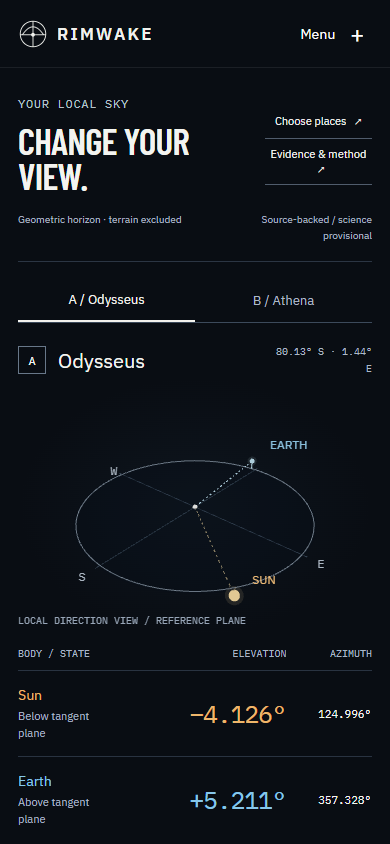 RIMWAKE
Menu +
YOUR LOCAL SKY
CHANGE YOUR
VIEW.
Choose places ↗
Evidence & method
↗
Geometric horizon · terrain excluded
Source-backed / science
provisional
A / Odysseus
B / Athena
A
Odysseus
80.13° S · 1.44°
E
EARTH
W
E
S
SUN
LOCAL DIRECTION VIEW / REFERENCE PLANE
BODY / STATE
ELEVATION
AZIMUTH
Sun
Below tangent
plane
−4.126°
124.996°
Earth
Above tangent
plane
+5.211°
357.328°